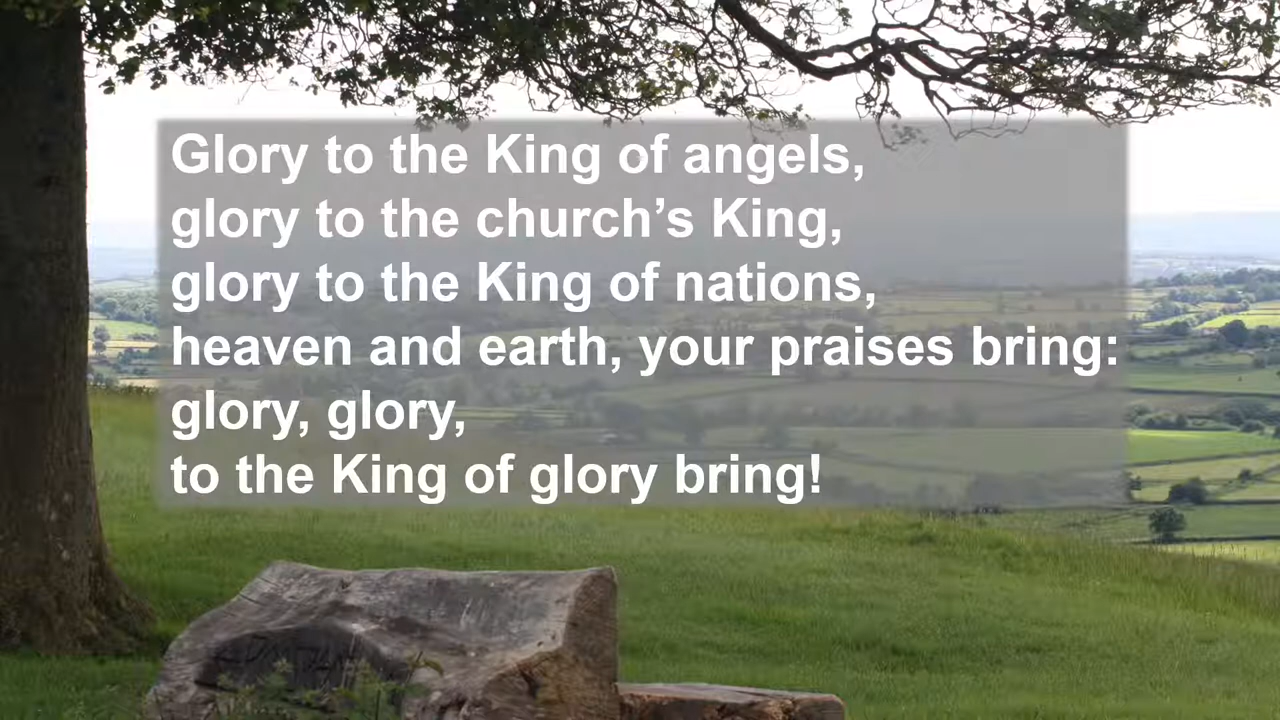 Glory to the King of angels,
glory to the church’s King,
glory to the King of nations,
heaven and earth, your praises bring:
glory, glory,
to the King of glory bring!